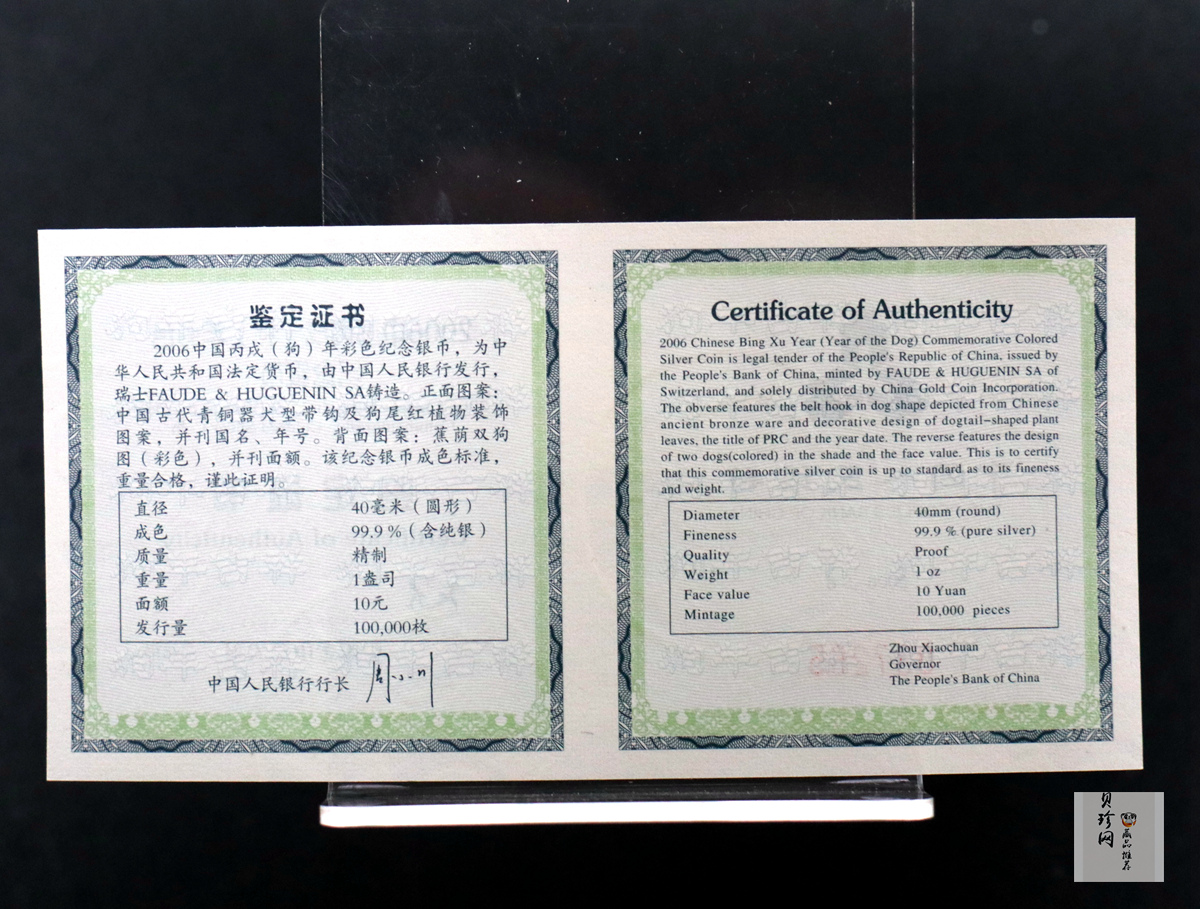 鉴定证书
2006中国丙戌（狗）年彩色纪念银币，为中
华人民共和国法定货币，由中国人民银行发行，
瑞士FAUDE & HUGUENIN SA铸造。正面图案：
中国古代青铜器犬型带钩及狗尾红植物装饰
图案，并刊国名、年号。背面图案：蕉荫双狗
图（彩色），并刊面额。该纪念银币成色标准，
重量合格，谨此证明。
直径 40毫米（圆形）
成色 99.9％（含纯银）
质量 精制
重量 1盎司
面额 10元
发行量 100,000枚
中国人民银行行长 周小川
Certificate of Authenticity
2006 Chinese Bing Xu Year (Year of the Dog) Commemorative Colored
Silver Coin is legal tender of the People's Republic of China, issued by
the People's Bank of China, minted by FAUDE & HUGUENIN SA of
Switzerland, and solely distributed by China Gold Coin Incorporation.
The obverse features the belt hook in dog shape depicted from Chinese
ancient bronze ware and decorative design of dogtail-shaped plant
leaves, the title of PRC and the year date. The reverse features the design
of two dogs(colored) in the shade and the face value. This is to certify
that this commemorative silver coin is up to standard as to its fineness
and weight.
Diameter 40mm (round)
Fineness 99.9 % (pure silver)
Quality Proof
Weight 1 oz
Face value 10 Yuan
Mintage 100,000 pieces
Zhou Xiaochuan
Governor
The People's Bank of China
贝珍网
藏品推荐